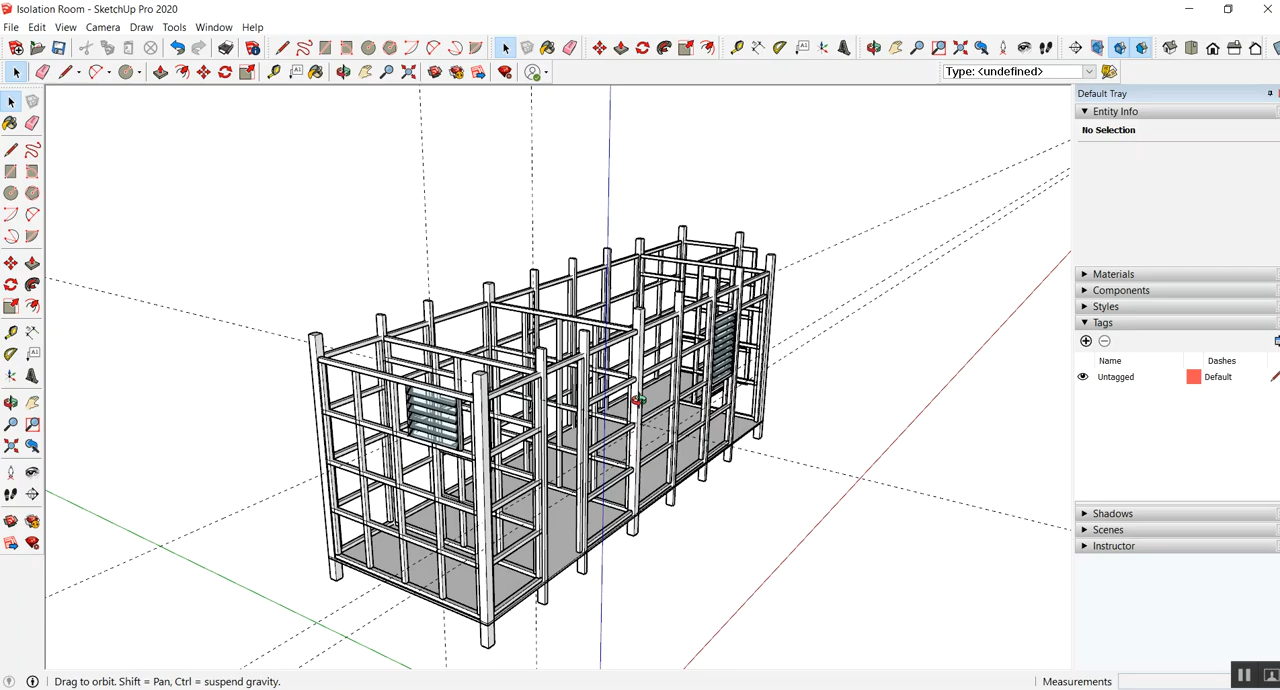 Isolation Room - SketchUp Pro 2020
File Edit View Camera Draw Tools Window Help
Type: <undefined>
Default Tray
Entity Info
No Selection
Materials
Components
Styles
Tags
Name Dashes
Untagged Default
Shadows
Scenes
Instructor
Drag to orbit. Shift = Pan, Ctrl = suspend gravity.
Measurements